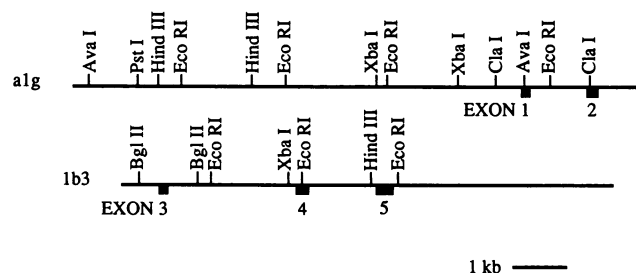 Ava I Pst I Hind III Eco RI Hind III Eco RI Xba I Eco RI Xba I Cla I Ava I Eco RI Cla I
a1g
EXON 1 2
Bgl II Bgl II Eco RI Xba I Eco RI Hind III Eco RI
1b3
EXON 3 4 5
1 kb